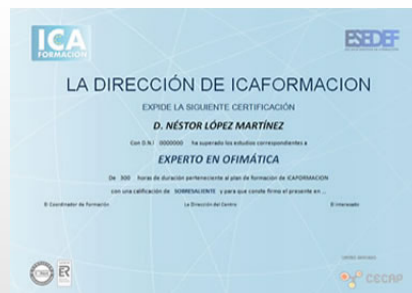 ICA
FORMACIÓN
ESEDEF
LA DIRECCIÓN DE ICAFORMACION
EXPIDE LA SIGUIENTE CERTIFICACIÓN
D. NÉSTOR LÓPEZ MARTÍNEZ
Con D.N.I 0000000 ha superado los estudios correspondientes a
EXPERTO EN OFIMÁTICA
De 300 horas de duración perteneciente al plan de formación de ICAFORMACION
con una calificación de SOBRESALIENTE y para que conste firmo el presente en ...
El Coordinador de Formación La Dirección del Centro El interesado
ER
CECAP